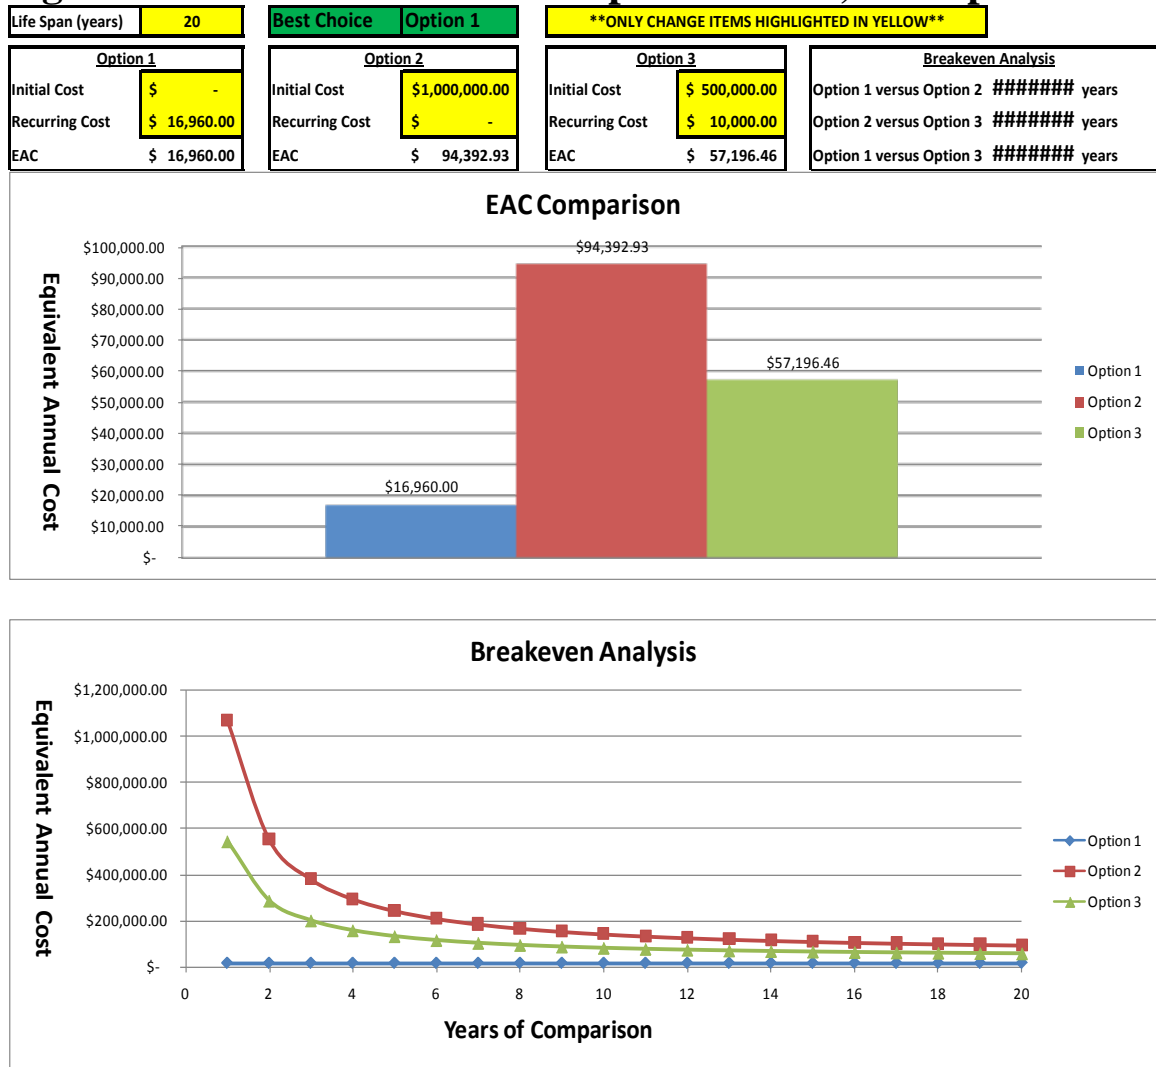 Life Span (years) 20 Best Choice Option 1 **ONLY CHANGE ITEMS HIGHLIGHTED IN YELLOW**
Option 1 Option 2 Option 3 Breakeven Analysis
Initial Cost $ - Initial Cost $1,000,000.00 Initial Cost $ 500,000.00 Option 1 versus Option 2 ####### years
Recurring Cost $ 16,960.00 Recurring Cost $ - Recurring Cost $ 10,000.00 Option 2 versus Option 3 ####### years
EAC $ 16,960.00 EAC $ 94,392.93 EAC $ 57,196.46 Option 1 versus Option 3 ####### years
EAC Comparison
Equivalent Annual Cost
$100,000.00
$90,000.00
$80,000.00
$70,000.00
$60,000.00
$50,000.00
$40,000.00
$30,000.00
$20,000.00
$10,000.00
$-
$16,960.00
$94,392.93
$57,196.46
Option 1
Option 2
Option 3
Breakeven Analysis
Equivalent Annual Cost
$1,200,000.00
$1,000,000.00
$800,000.00
$600,000.00
$400,000.00
$200,000.00
$-
0 2 4 6 8 10 12 14 16 18 20
Years of Comparison
Option 1
Option 2
Option 3